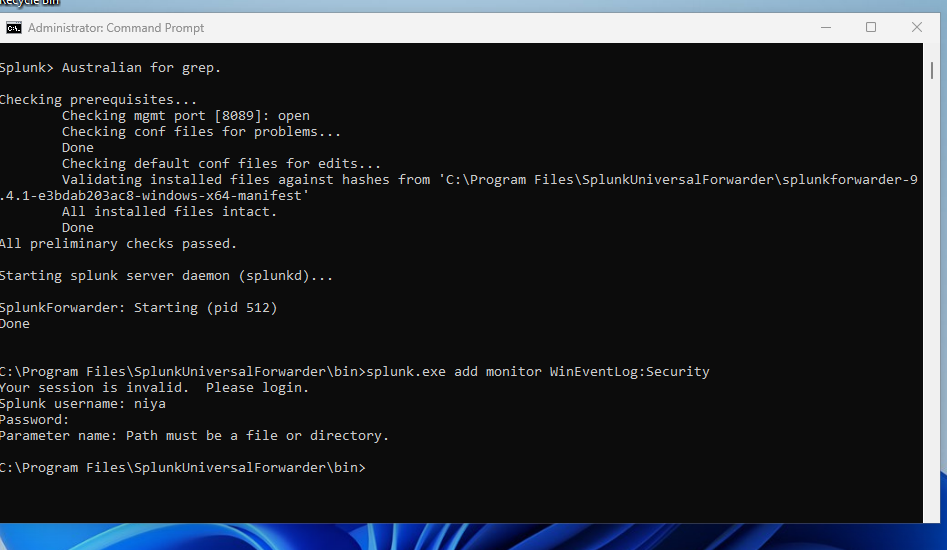 Recycle Bin
Administrator: Command Prompt
Splunk> Australian for grep.
Checking prerequisites...
Checking mgmt port [8089]: open
Checking conf files for problems...
Done
Checking default conf files for edits...
Validating installed files against hashes from 'C:\Program Files\SplunkUniversalForwarder\splunkforwarder-9
.4.1-e3bdab203ac8-windows-x64-manifest'
All installed files intact.
Done
All preliminary checks passed.
Starting splunk server daemon (splunkd)...
SplunkForwarder: Starting (pid 512)
Done
C:\Program Files\SplunkUniversalForwarder\bin>splunk.exe add monitor WinEventLog:Security
Your session is invalid.  Please login.
Splunk username: niya
Password:
Parameter name: Path must be a file or directory.
C:\Program Files\SplunkUniversalForwarder\bin>